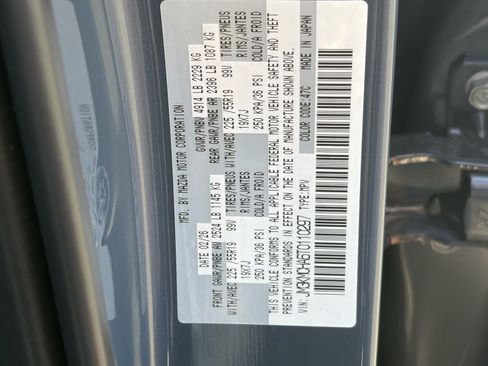 MFD. BY MAZDA MOTOR CORPORATION
DATE 02/26 GVWR/PNBV 4914 LB 2229 KG
FRONT GAWR/PNBE AV 2524 LB 1145 KG REAR GAWR/PNBE AR 2396 LB 1087 KG
WITH/AVEC 225/55R19 99V TIRES/PNEUS WITH/AVEC 225/55R19 99V TIRES/PNEUS
19X7J RIMS/JANTES 19X7J RIMS/JANTES
250 KPA/36 PSI COLD/A FROID 250 KPA/36 PSI COLD/A FROID
THIS VEHICLE CONFORMS TO ALL APPLICABLE FEDERAL MOTOR VEHICLE SAFETY AND THEFT
PREVENTION STANDARDS IN EFFECT ON THE DATE OF MANUFACTURE SHOWN ABOVE.
VIN: TYPE:MPV COLOR CODE:47C MADE IN JAPAN